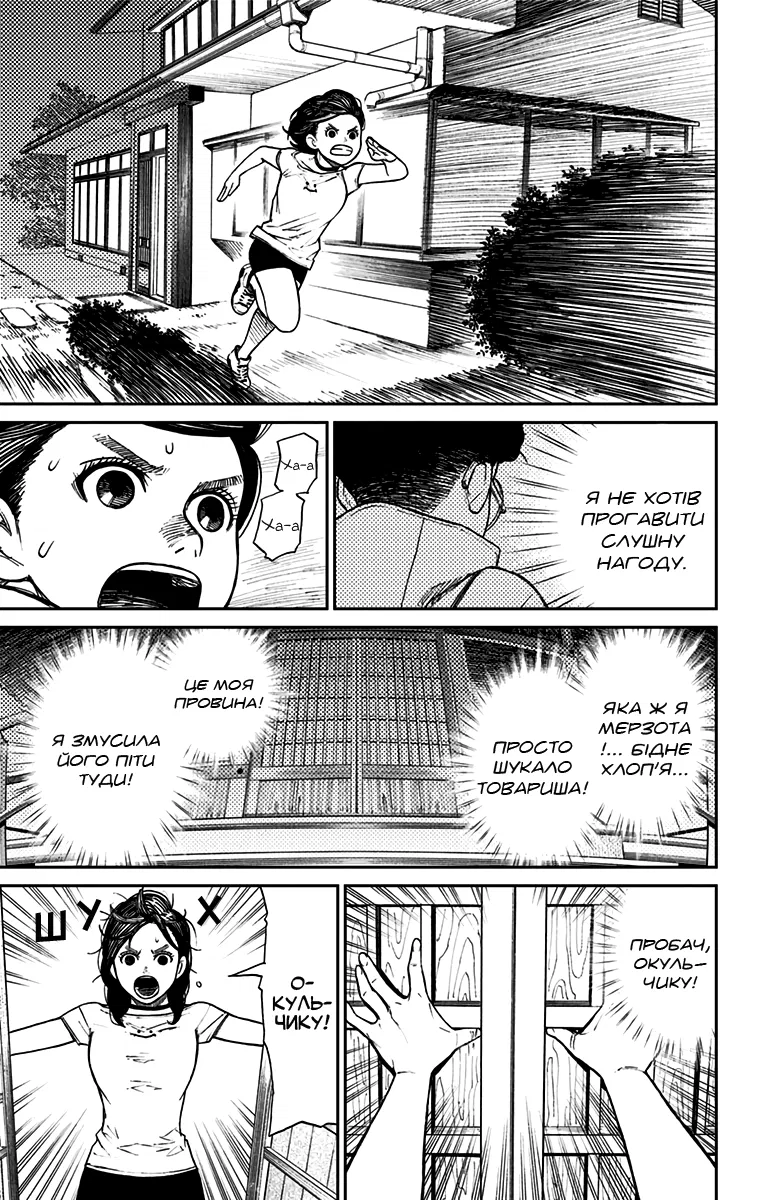 Я НЕ ХОТІВ
ПРОГАВИТИ
СЛУШНУ
НАГОДУ.
Ха-а
Ха-а
ЯКА Ж Я
МЕРЗОТА
!... БІДНЕ
ХЛОП'Я...
ПРОСТО
ШУКАЛО
ТОВАРИША!
ЦЕ МОЯ
ПРОВИНА!
Я ЗМУСИЛА
ЙОГО ПІТИ
ТУДИ!
ПРОБАЧ,
ОКУЛЬ-
ЧИКУ!
ШУХ
О-
КУЛЬ-
ЧИКУ!